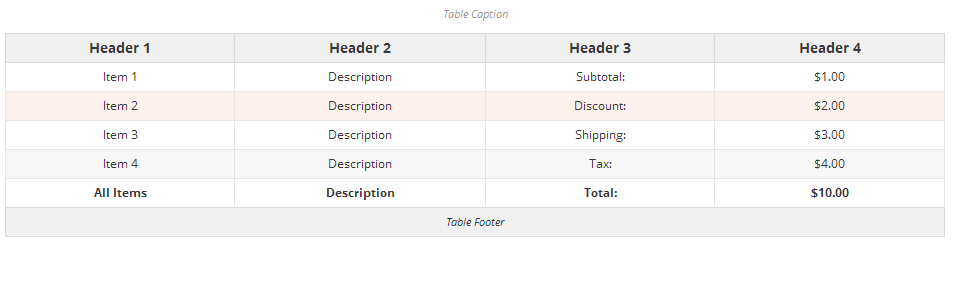 Table Caption
Header 1 Header 2 Header 3 Header 4
Item 1 Description Subtotal: $1.00
Item 2 Description Discount: $2.00
Item 3 Description Shipping: $3.00
Item 4 Description Tax: $4.00
All Items Description Total: $10.00
Table Footer